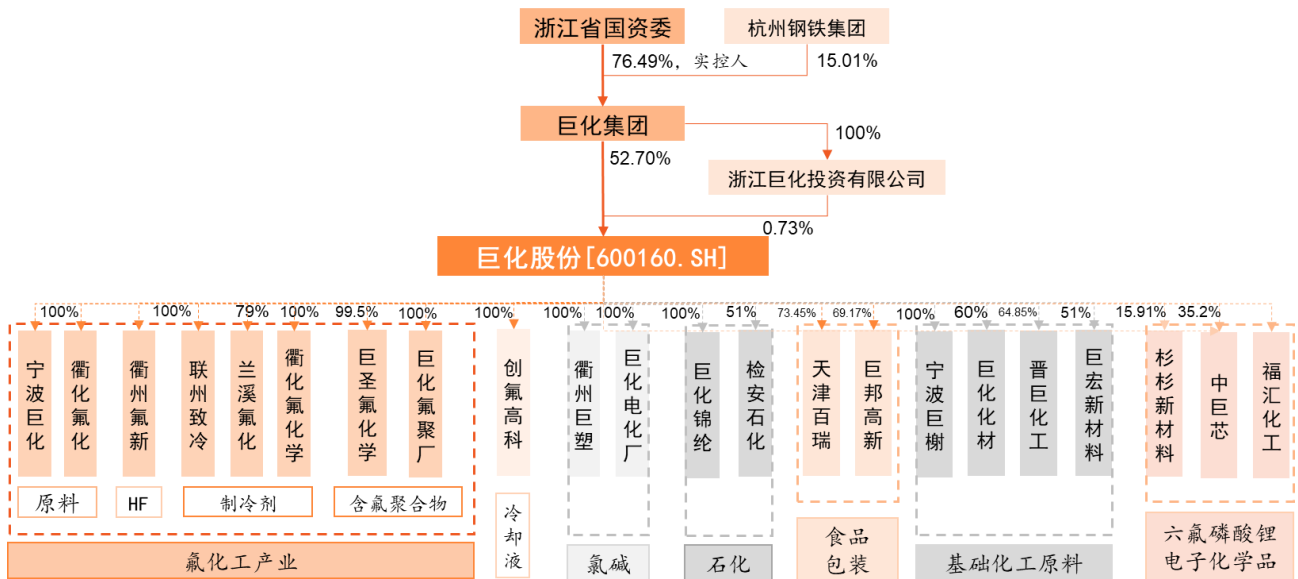 浙江省国资委
杭州钢铁集团
76.49%，实控人
15.01%
巨化集团
100%
52.70%
浙江巨化投资有限公司
0.73%
巨化股份[600160.SH]
100%
100%
79%
100%
99.5%
100%
100%
100%
100%
100%
51%
73.45%
69.17%
100%
60%
64.85%
51%
15.91%
35.2%
宁波巨化
衢化氟化
衢州氟新
联州致冷
兰溪氟化
衢化氟化学
巨圣氟化学
巨化氟聚厂
创氟高科
衢州巨塑
巨化电化厂
巨化锦纶
检安石化
天津百瑞
巨邦高新
宁波巨榭
巨化化材
晋巨化工
巨宏新材料
杉杉新材料
中巨芯
福汇化工
原料
HF
制冷剂
含氟聚合物
冷却液
氟化工产业
氯碱
石化
食品
包装
基础化工原料
六氟磷酸锂
电子化学品